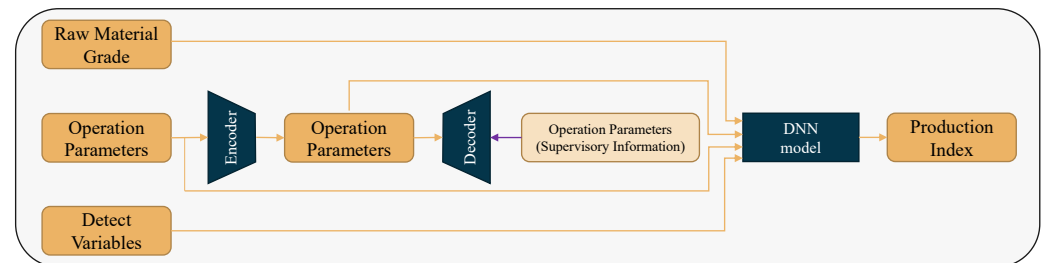 Raw Material
Grade
Operation
Parameters
Encoder
Operation
Parameters
Decoder
Operation Parameters
(Supervisory Information)
DNN
model
Production
Index
Detect
Variables